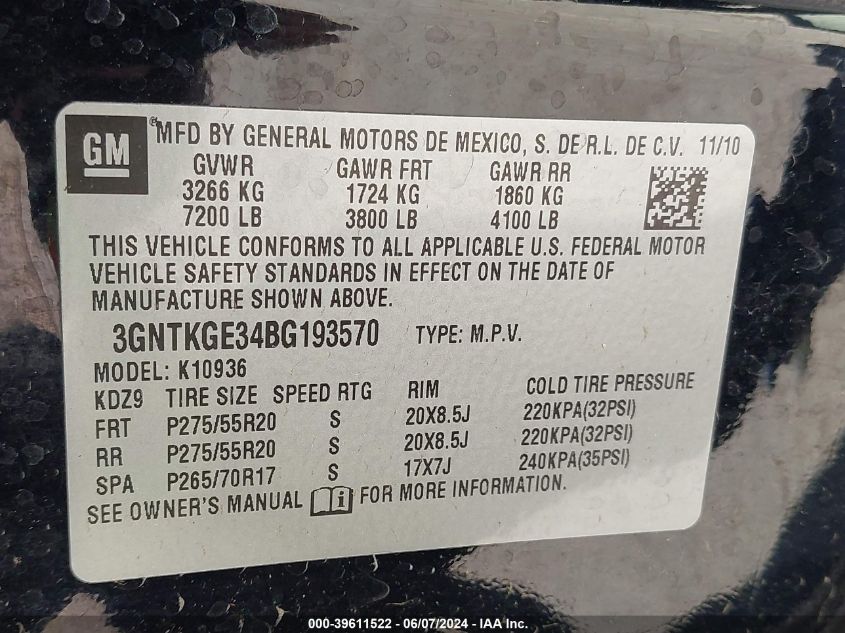 GM ® MFD BY GENERAL MOTORS DE MEXICO, S. DE R.L. DE C.V. 11/10
GVWR GAWR FRT GAWR RR
3266 KG 1724 KG 1860 KG
7200 LB 3800 LB 4100 LB
THIS VEHICLE CONFORMS TO ALL APPLICABLE U.S. FEDERAL MOTOR
VEHICLE SAFETY STANDARDS IN EFFECT ON THE DATE OF
MANUFACTURE SHOWN ABOVE.
3GNTKGE34BG193570 TYPE: M.P.V.
MODEL: K10936
KDZ9 TIRE SIZE SPEED RTG RIM COLD TIRE PRESSURE
FRT P275/55R20 S 20X8.5J 220KPA(32PSI)
RR P275/55R20 S 20X8.5J 220KPA(32PSI)
SPA P265/70R17 S 17X7J 240KPA(35PSI)
SEE OWNER'S MANUAL i FOR MORE INFORMATION.
000-39611522 - 06/07/2024 - IAA Inc.